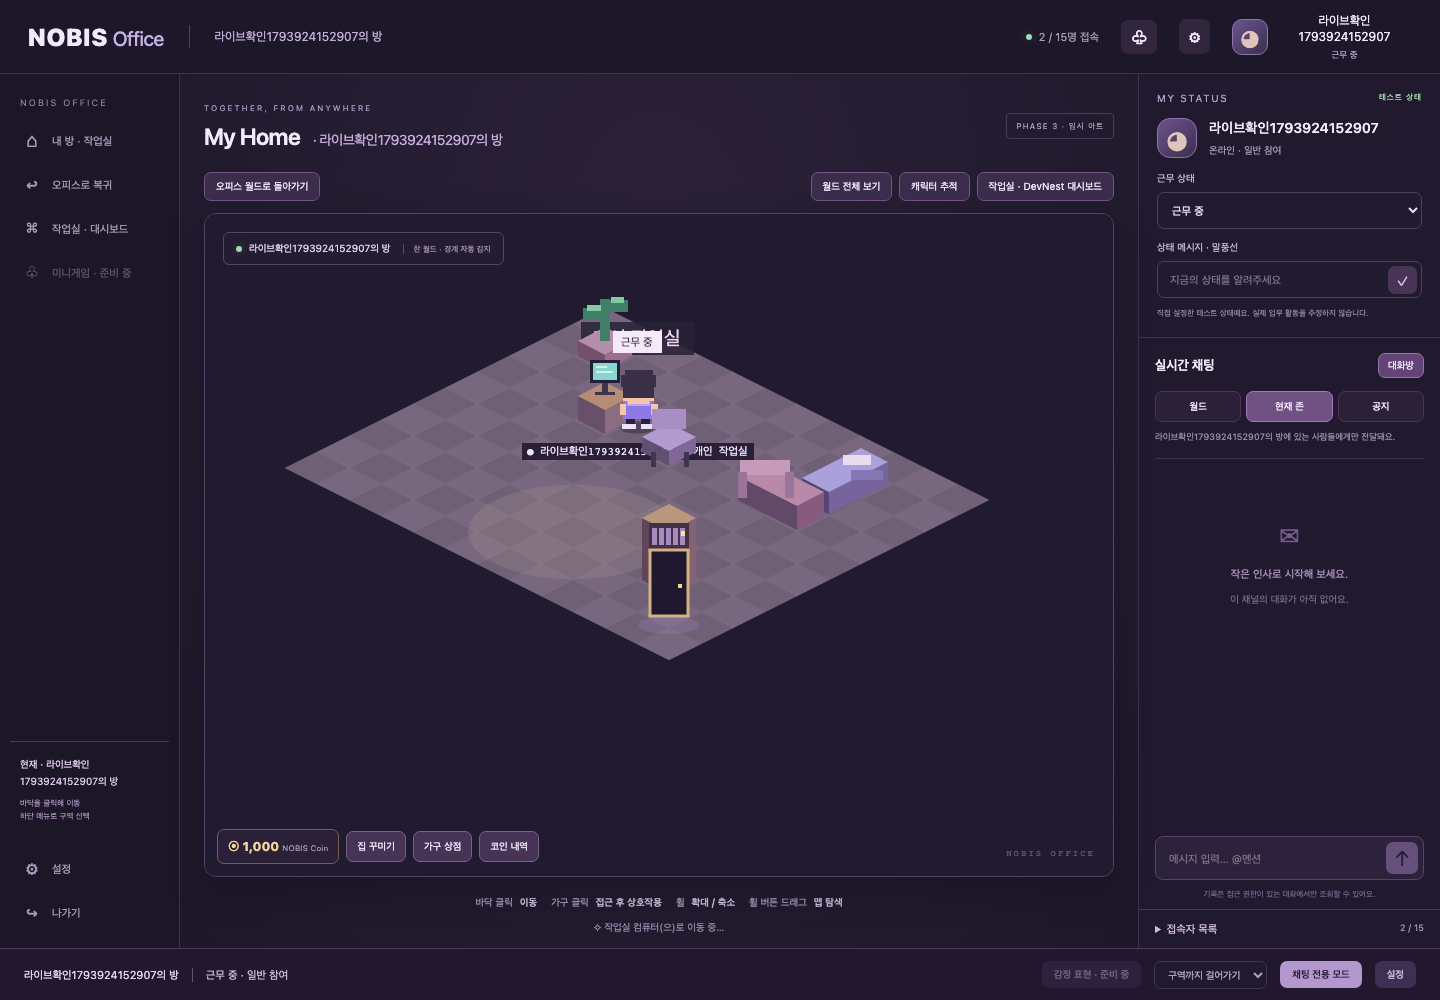 NOBIS Office
라이브확인1793924152907의 방
2 / 15명 접속
라이브확인
1793924152907
근무 중
NOBIS OFFICE
내 방 · 작업실
오피스로 복귀
작업실 · 대시보드
미니게임 · 준비 중
현재 · 라이브확인
1793924152907의 방
바닥을 클릭해 이동
하단 메뉴로 구역 선택
설정
나가기
TOGETHER, FROM ANYWHERE
My Home · 라이브확인1793924152907의 방
PHASE 3 · 임시 아트
오피스 월드로 돌아가기
월드 전체 보기
캐릭터 추적
작업실 · DevNest 대시보드
라이브확인1793924152907의 방
한 월드 · 경계 자동 감지
실
근무 중
라이브확인179392415
개인 작업실
1,000 NOBIS Coin
집 꾸미기
가구 상점
코인 내역
NOBIS OFFICE
바닥 클릭 이동 가구 클릭 접근 후 상호작용 휠 확대 / 축소 휠 버튼 드래그 맵 탐색
✧ 작업실 컴퓨터(으)로 이동 중...
MY STATUS
테스트 상태
라이브확인1793924152907
온라인 · 일반 참여
근무 상태
근무 중
상태 메시지 · 말풍선
지금의 상태를 알려주세요
직접 설정한 테스트 상태예요. 실제 업무 활동을 추정하지 않습니다.
실시간 채팅
대화방
월드
현재 존
공지
라이브확인1793924152907의 방에 있는 사람들에게만 전달돼요.
작은 인사로 시작해 보세요.
이 채널의 대화가 아직 없어요.
메시지 입력... @멘션
기록은 접근 권한이 있는 대화에서만 조회할 수 있어요.
▶ 접속자 목록
2 / 15
라이브확인1793924152907의 방
근무 중 · 일반 참여
감정 표현 · 준비 중
구역까지 걸어가기
채팅 전용 모드
설정